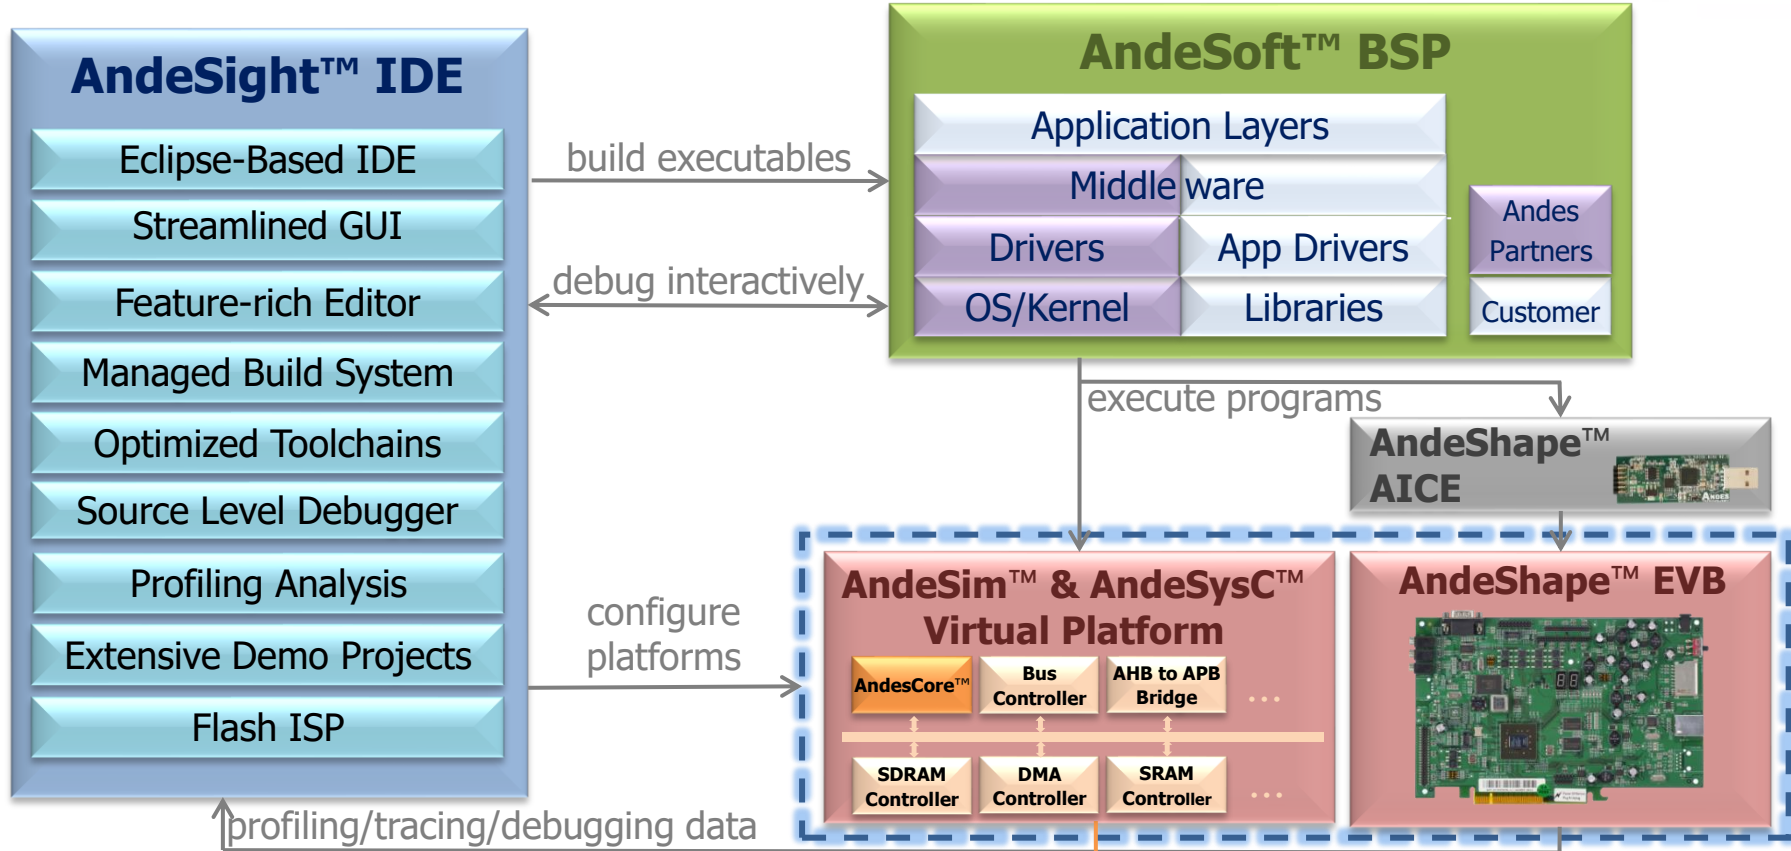 AndeSight™ IDE
Eclipse-Based IDE
Streamlined GUI
Feature-rich Editor
Managed Build System
Optimized Toolchains
Source Level Debugger
Profiling Analysis
Extensive Demo Projects
Flash ISP
build executables
debug interactively
configure
platforms
profiling/tracing/debugging data
AndeSoft™ BSP
Application Layers
Middle ware
Drivers
App Drivers
OS/Kernel
Libraries
Andes
Partners
Customer
execute programs
AndeShape™
AICE
ANDES
AndeSim™ & AndeSysC™
Virtual Platform
AndesCore™
Bus
Controller
AHB to APB
Bridge
...
SDRAM
Controller
DMA
Controller
SRAM
Controller
...
AndeShape™ EVB